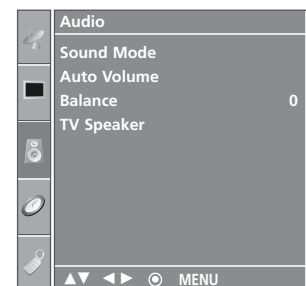 Audio
Sound Mode
Auto Volume
Balance 0
TV Speaker
▲▼ ◄► ◉ MENU